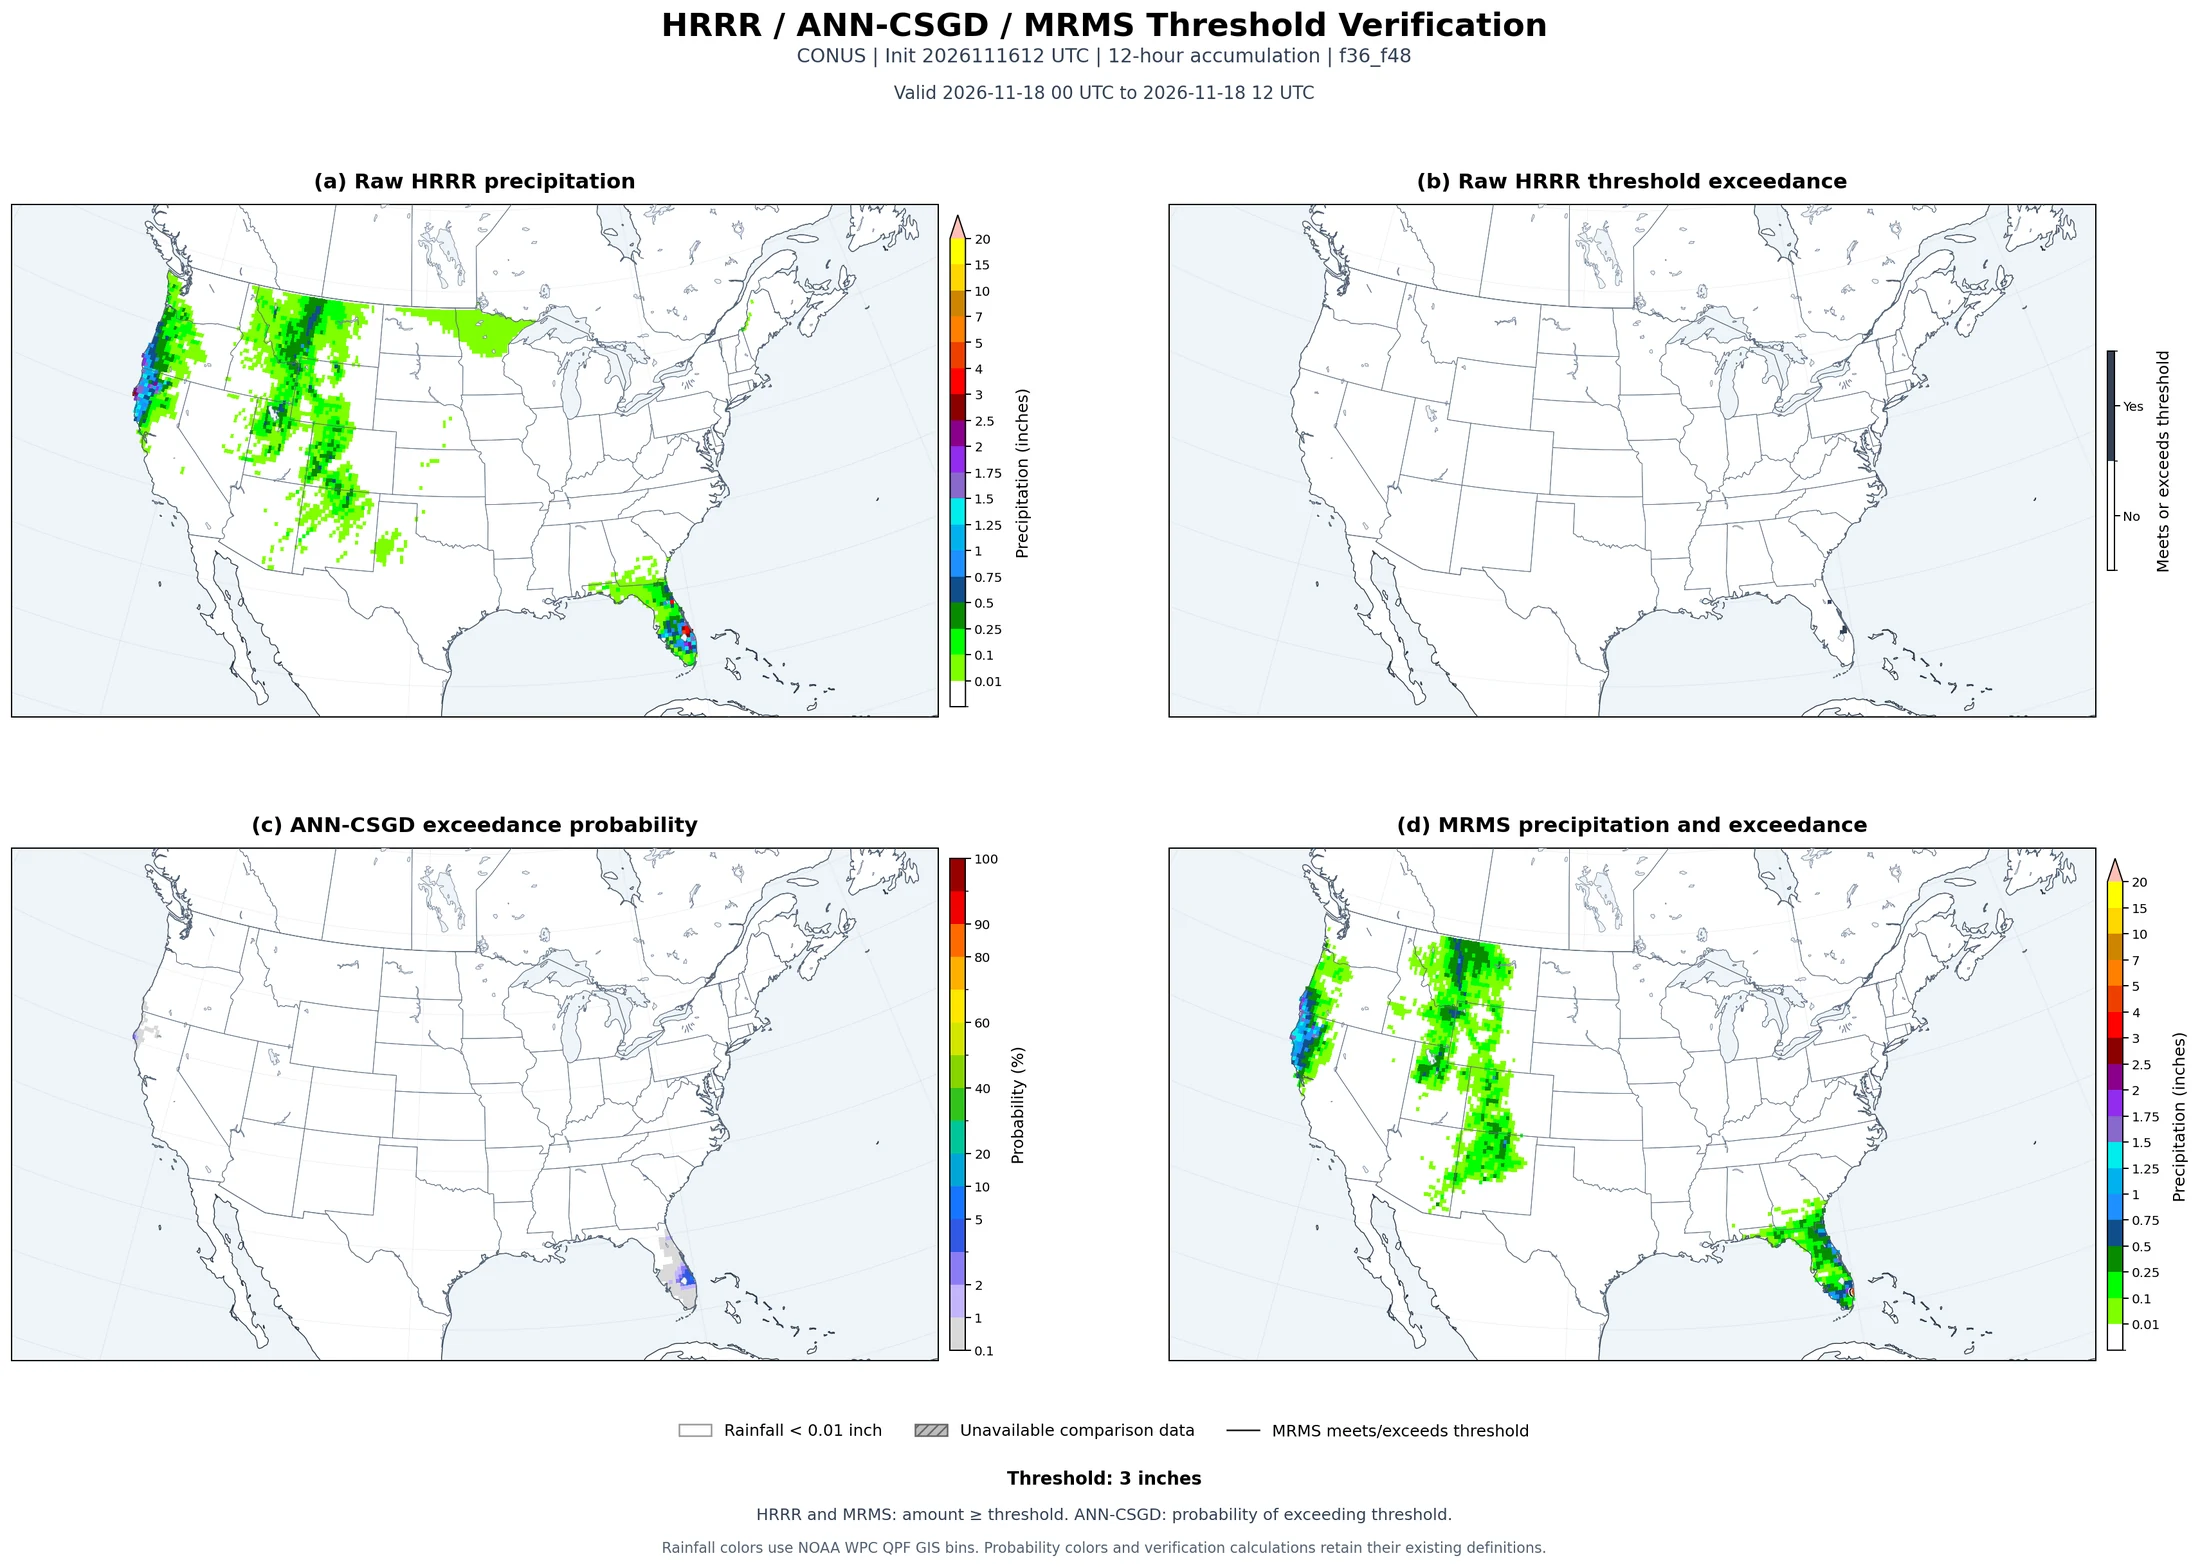 HRRR / ANN-CSGD / MRMS Threshold Verification
CONUS | Init 2026111612 UTC | 12-hour accumulation | f36_f48
Valid 2026-11-18 00 UTC to 2026-11-18 12 UTC
(a) Raw HRRR precipitation
20
15
10
7
5
4
3
2.5
2
1.75
1.5
1.25
1
0.75
0.5
0.25
0.1
0.01
Precipitation (inches)
(b) Raw HRRR threshold exceedance
Yes
No
Meets or exceeds threshold
(c) ANN-CSGD exceedance probability
100
90
80
60
40
20
10
5
2
1
0.1
Probability (%)
(d) MRMS precipitation and exceedance
20
15
10
7
5
4
3
2.5
2
1.75
1.5
1.25
1
0.75
0.5
0.25
0.1
0.01
Precipitation (inches)
Rainfall < 0.01 inch
Unavailable comparison data
MRMS meets/exceeds threshold
Threshold: 3 inches
HRRR and MRMS: amount ≥ threshold. ANN-CSGD: probability of exceeding threshold.
Rainfall colors use NOAA WPC QPF GIS bins. Probability colors and verification calculations retain their existing definitions.